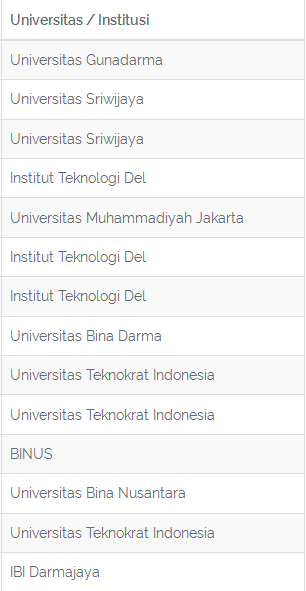 Universitas / Institusi
Universitas Gunadarma
Universitas Sriwijaya
Universitas Sriwijaya
Institut Teknologi Del
Universitas Muhammadiyah Jakarta
Institut Teknologi Del
Institut Teknologi Del
Universitas Bina Darma
Universitas Teknokrat Indonesia
Universitas Teknokrat Indonesia
BINUS
Universitas Bina Nusantara
Universitas Teknokrat Indonesia
IBI Darmajaya